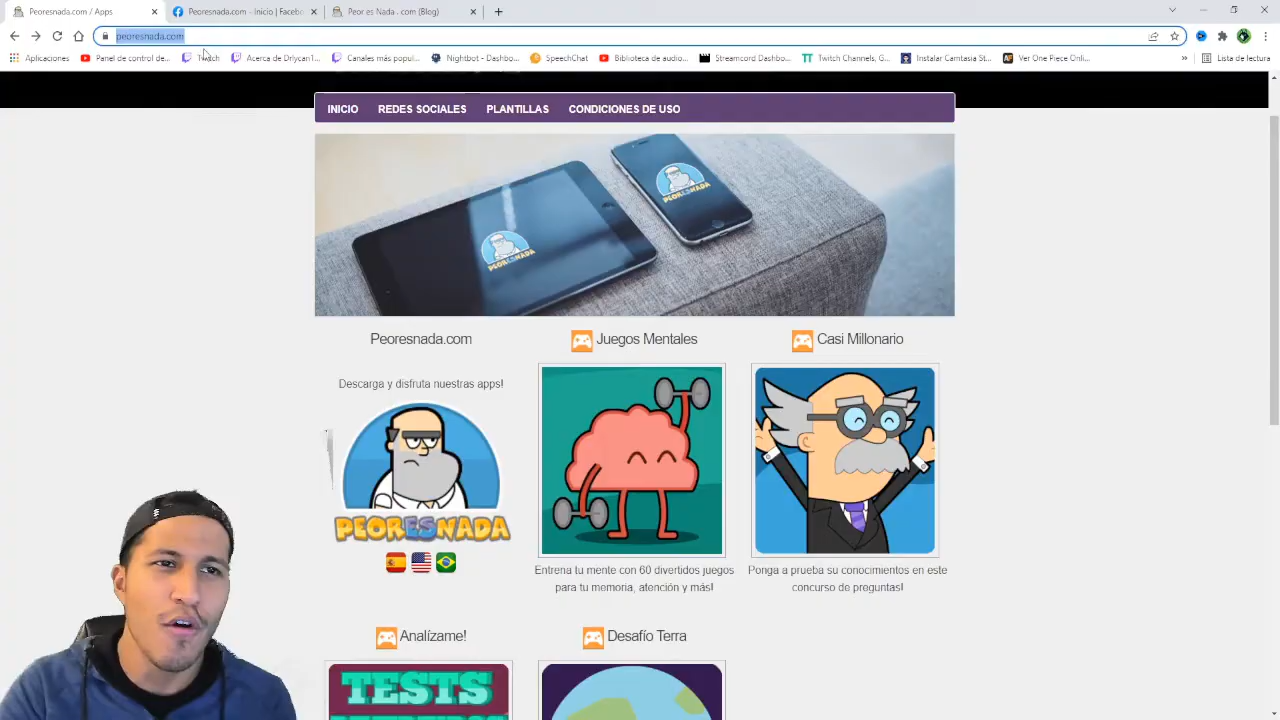 Peoresnada.com / Apps
Peoresnada.com - Inicio | Faceb
Peor es Nada - com (Blog)
peoresnada.com
Aplicaciones
Panel de control de...
Twitch
Acerca de Drlycan1...
Canales más popul...
Nightbot - Dashbo...
SpeechChat
Biblioteca de audio...
Streamcord Dashbo...
Twitch Channels, G...
Instalar Camtasia St...
Ver One Piece Onli...
»
Lista de lectura
INICIO REDES SOCIALES PLANTILLAS CONDICIONES DE USO
PEORESNADA
PEORESNADA
Peoresnada.com
Juegos Mentales
Casi Millonario
Descarga y disfruta nuestras apps!
PEORESNADA
Entrena tu mente con 60 divertidos juegos
para tu memoria, atención y más!
Ponga a prueba su conocimientos en este
concurso de preguntas!
Analízame!
Desafío Terra
TESTS